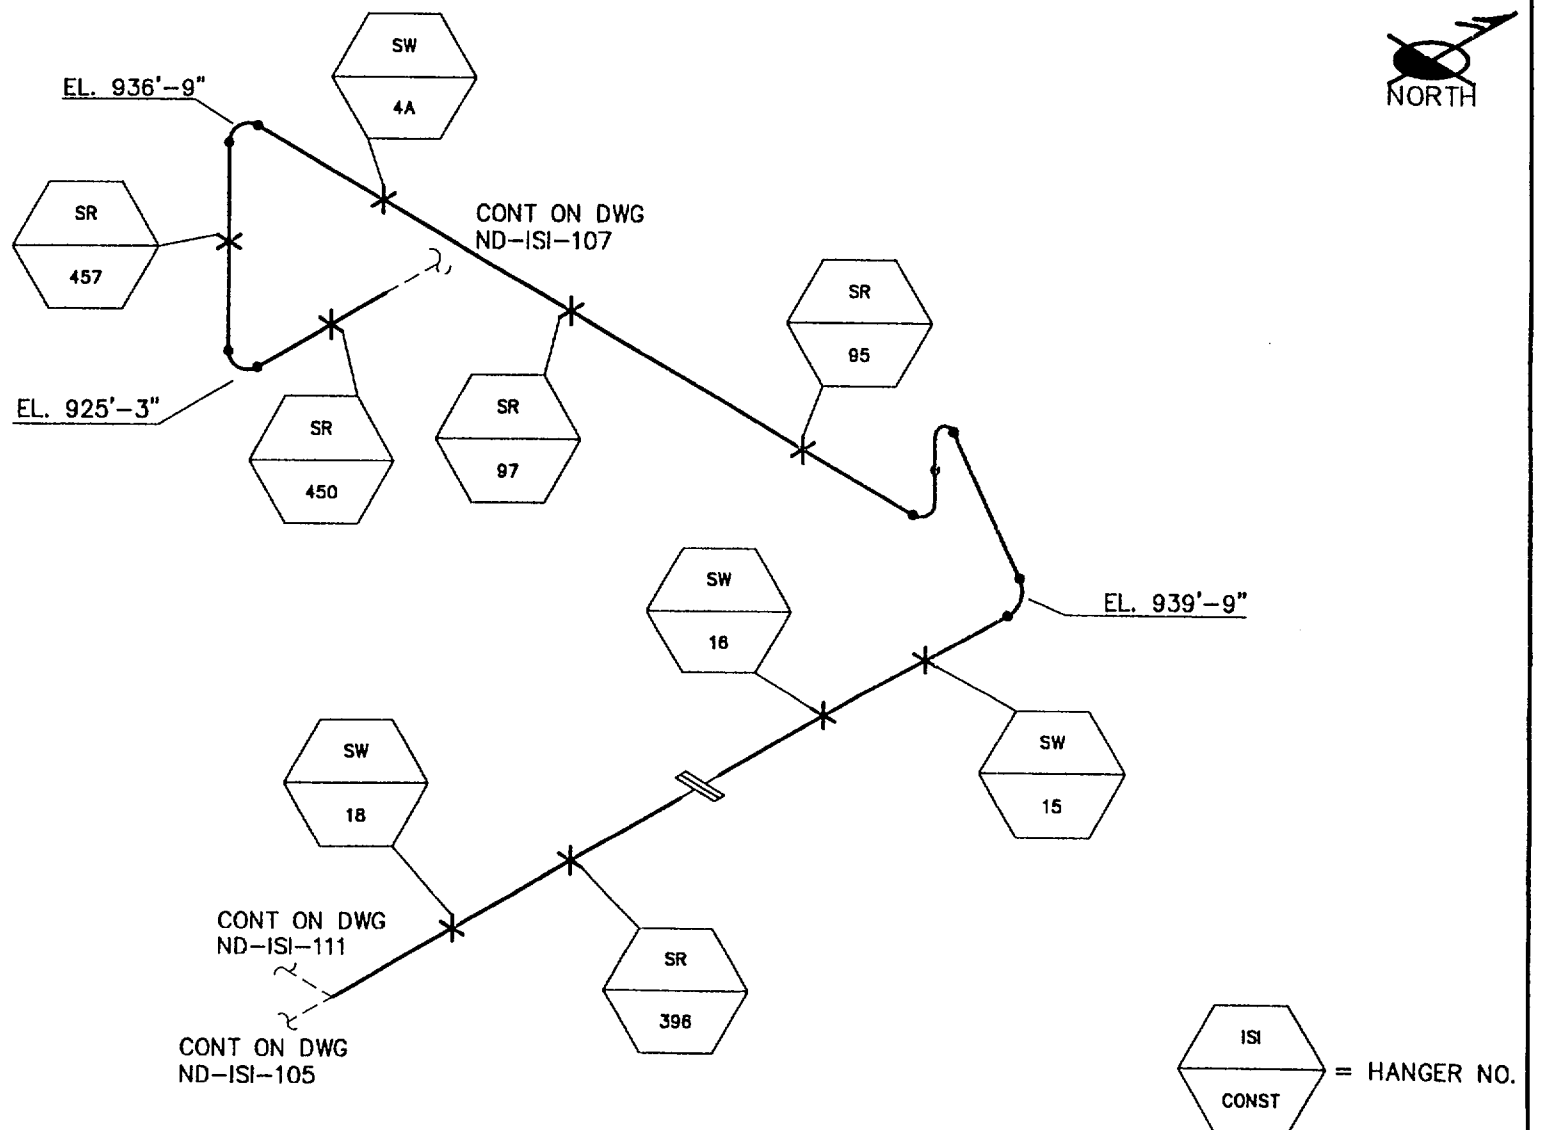 SW
4A
NORTH
EL. 936'-9"
SR
457
CONT ON DWG
ND-ISI-107
SR
95
EL. 925'-3"
SR
450
SR
97
SW
16
EL. 939'-9"
SW
15
SW
18
CONT ON DWG
ND-ISI-111
SR
396
CONT ON DWG
ND-ISI-105
ISI
CONST
= HANGER NO.